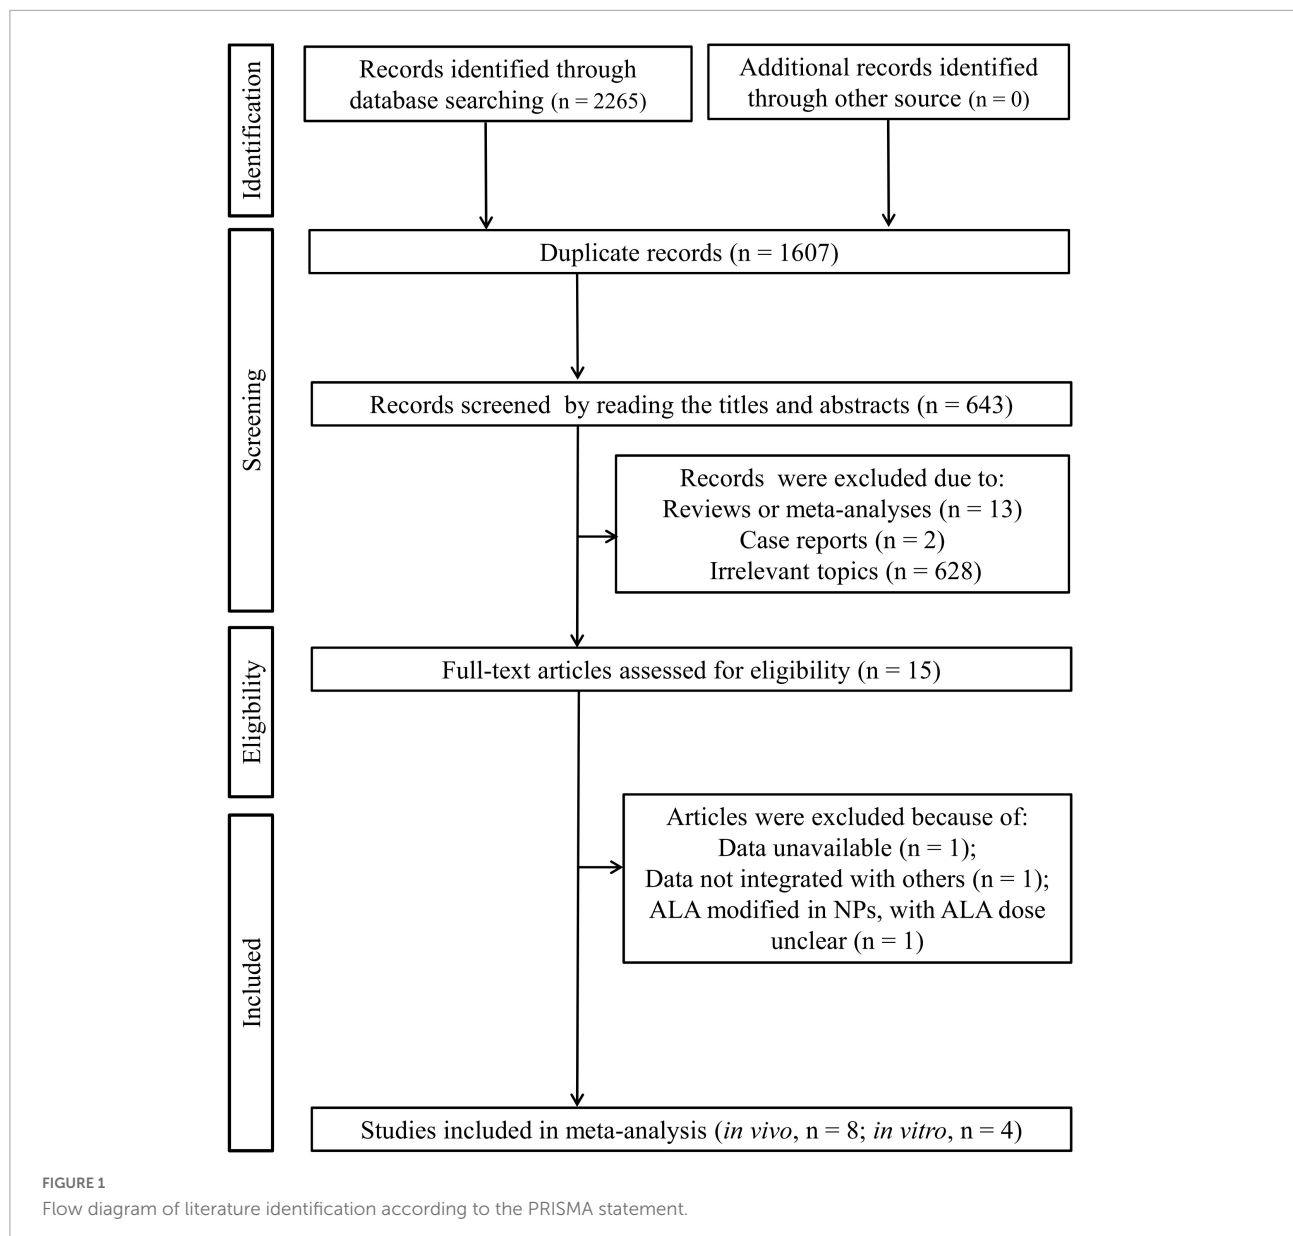 Identification
Records identified through
database searching (n = 2265)
Additional records identified
through other source (n = 0)
Screening
Duplicate records (n = 1607)
Records screened by reading the titles and abstracts (n = 643)
Records were excluded due to:
Reviews or meta-analyses (n = 13)
Case reports (n = 2)
Irrelevant topics (n = 628)
Eligibility
Full-text articles assessed for eligibility (n = 15)
Included
Articles were excluded because of:
Data unavailable (n = 1);
Data not integrated with others (n = 1);
ALA modified in NPs, with ALA dose
unclear (n = 1)
Studies included in meta-analysis (in vivo, n = 8; in vitro, n = 4)
FIGURE 1
Flow diagram of literature identification according to the PRISMA statement.